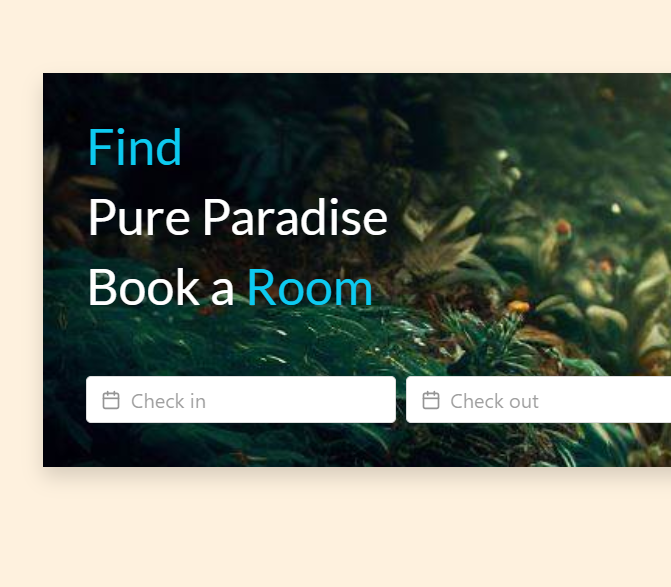 Find
Pure Paradise
Book a Room
Check in
Check out